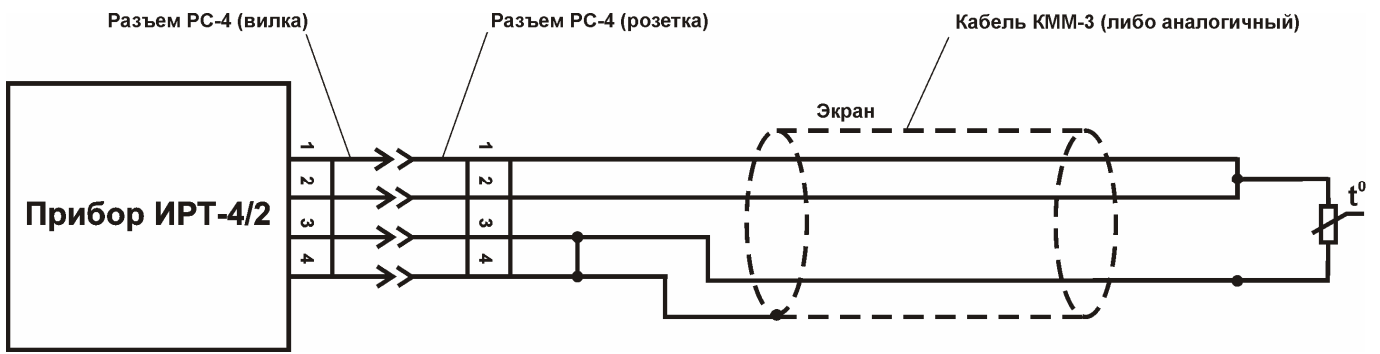 Разъем РС-4 (вилка)
Разъем РС-4 (розетка)
Кабель КММ-3 (либо аналогичный)
Экран
Прибор ИРТ-4/2
1
2
3
4
1
2
3
4
t⁰